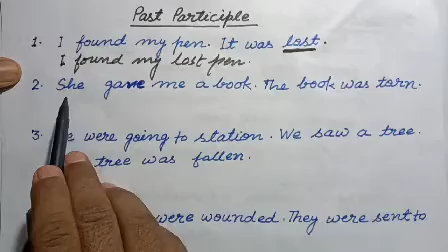 Past Participle
1. I found my pen. It was lost.
I found my lost pen.
2. She gave me a book. The book was torn.
3. were going to station. We saw a tree.
tree was fallen.
were wounded. They were sent to